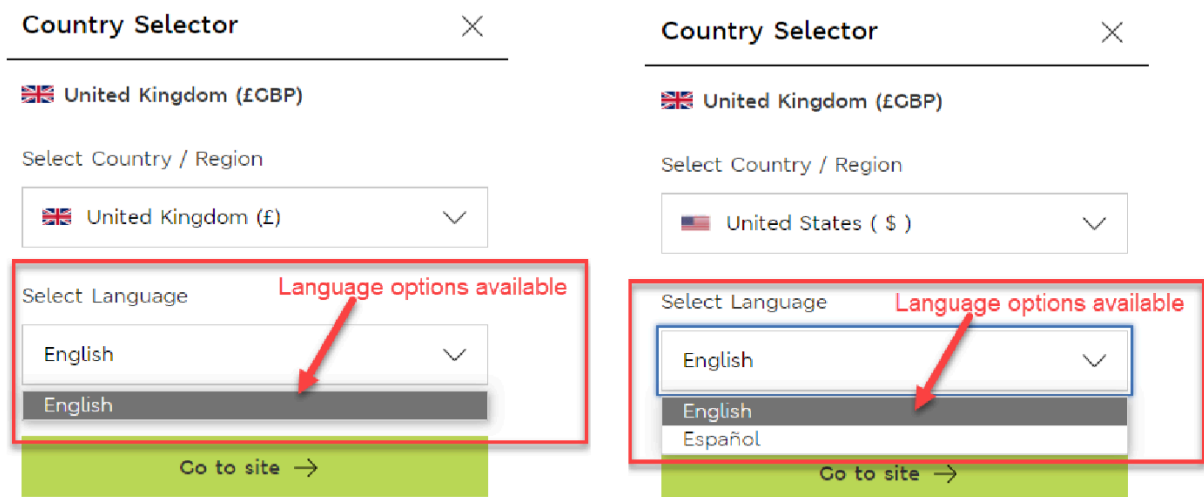 Country Selector
United Kingdom (£GBP)
Select Country / Region
United Kingdom (£)
Language options available
Select Language
English
English
Go to site →
Country Selector
United Kingdom (£GBP)
Select Country / Region
United States ( $ )
Select Language
Language options available
English
English
Español
Go to site →